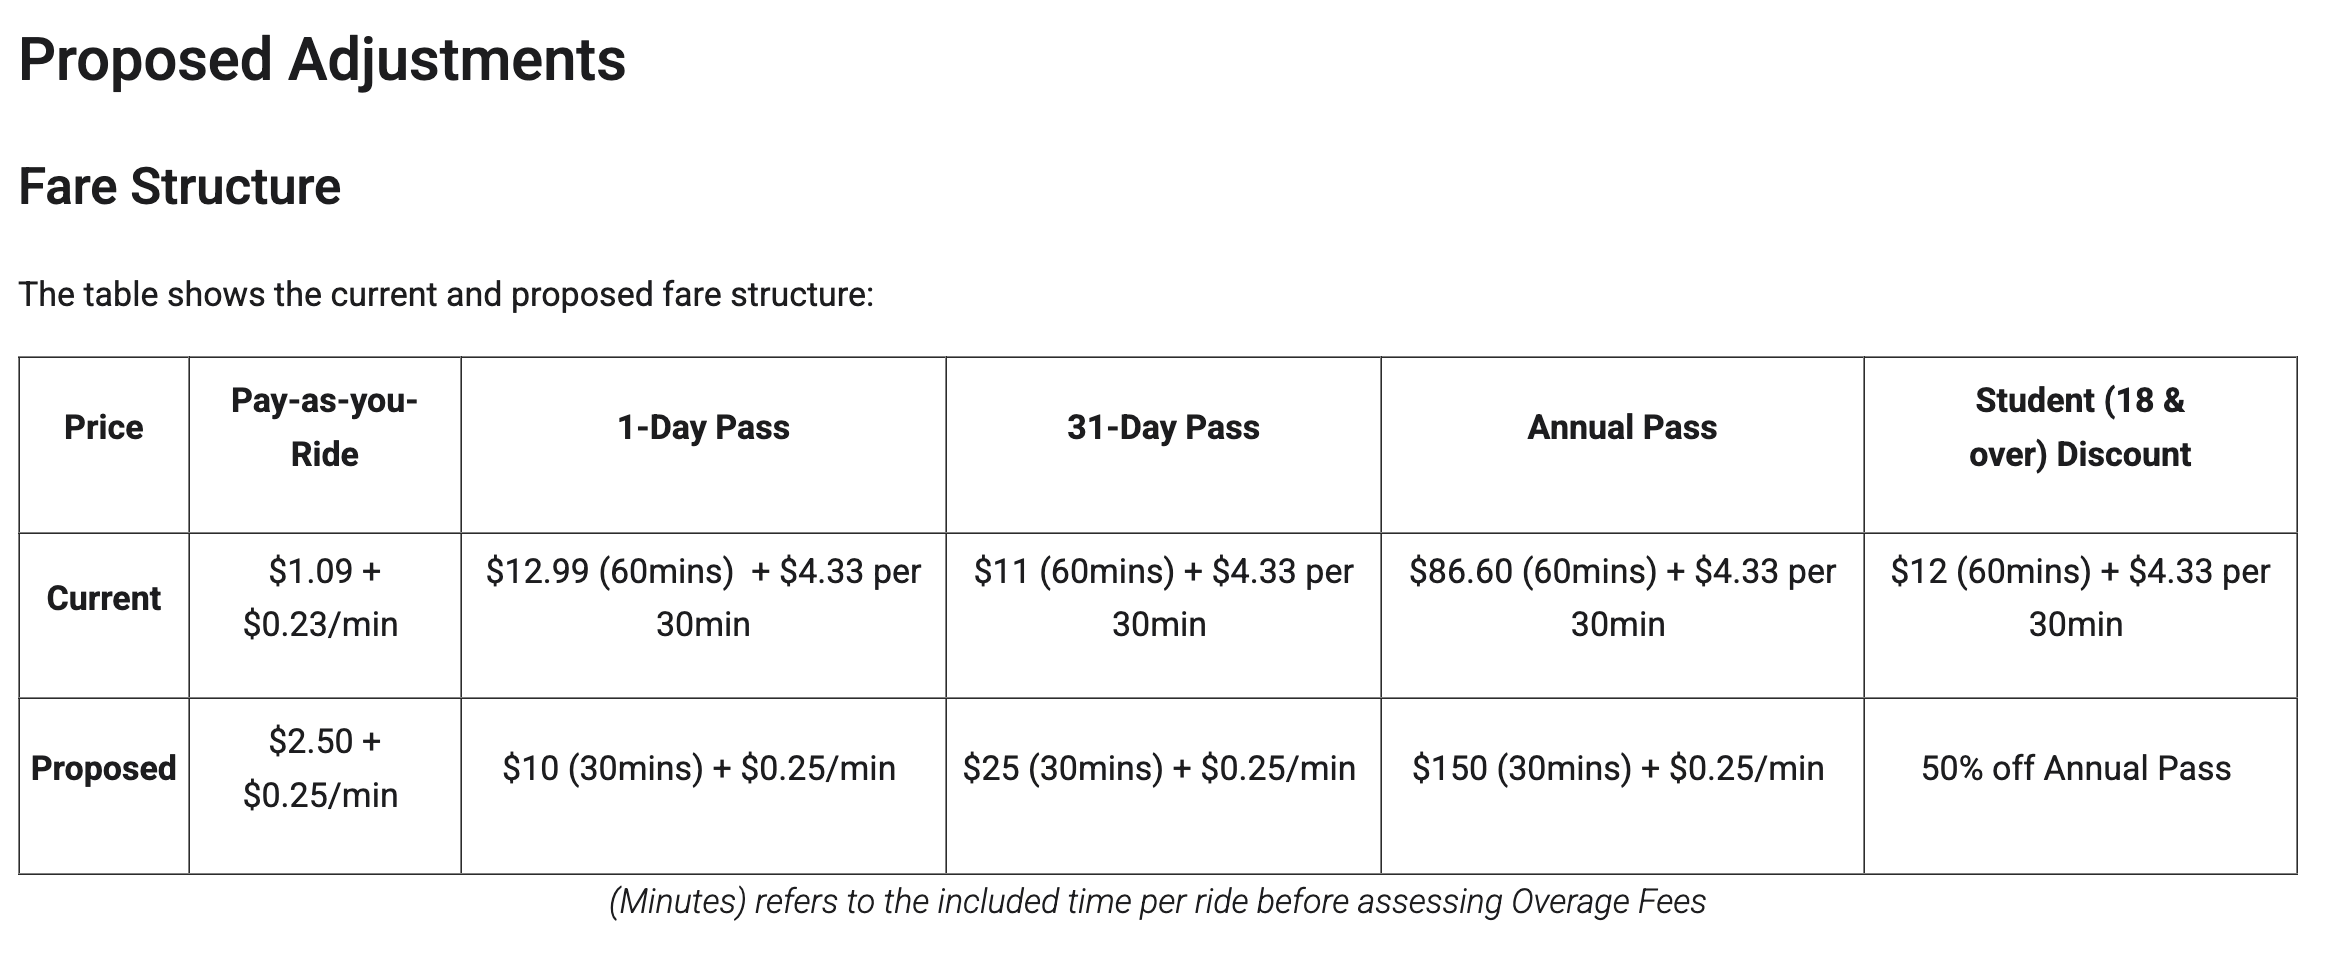 Proposed Adjustments
Fare Structure
The table shows the current and proposed fare structure:
Price
Pay-as-you-
Ride
1-Day Pass
31-Day Pass
Annual Pass
Student (18 &
over) Discount
Current
$1.09 +
$0.23/min
$12.99 (60mins)  + $4.33 per
30min
$11 (60mins) + $4.33 per
30min
$86.60 (60mins) + $4.33 per
30min
$12 (60mins) + $4.33 per
30min
Proposed
$2.50 +
$0.25/min
$10 (30mins) + $0.25/min
$25 (30mins) + $0.25/min
$150 (30mins) + $0.25/min
50% off Annual Pass
(Minutes) refers to the included time per ride before assessing Overage Fees